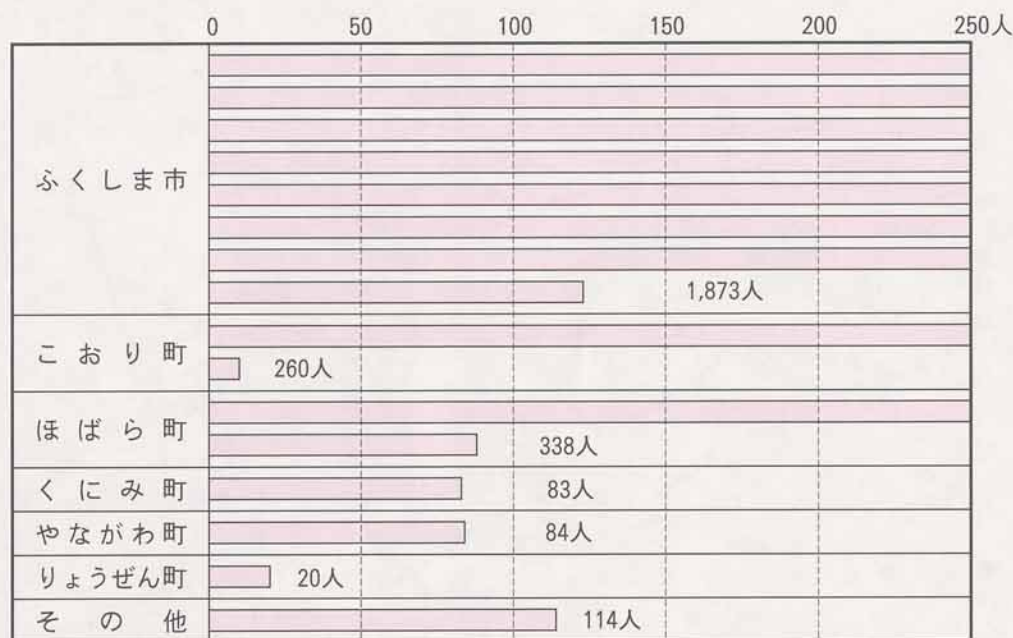 0 50 100 150 200 250人
ふくしま市
1,873人
こおり町
260人
ほばら町
338人
くにみ町
83人
やながわ町
84人
りょうぜん町
20人
その他
114人